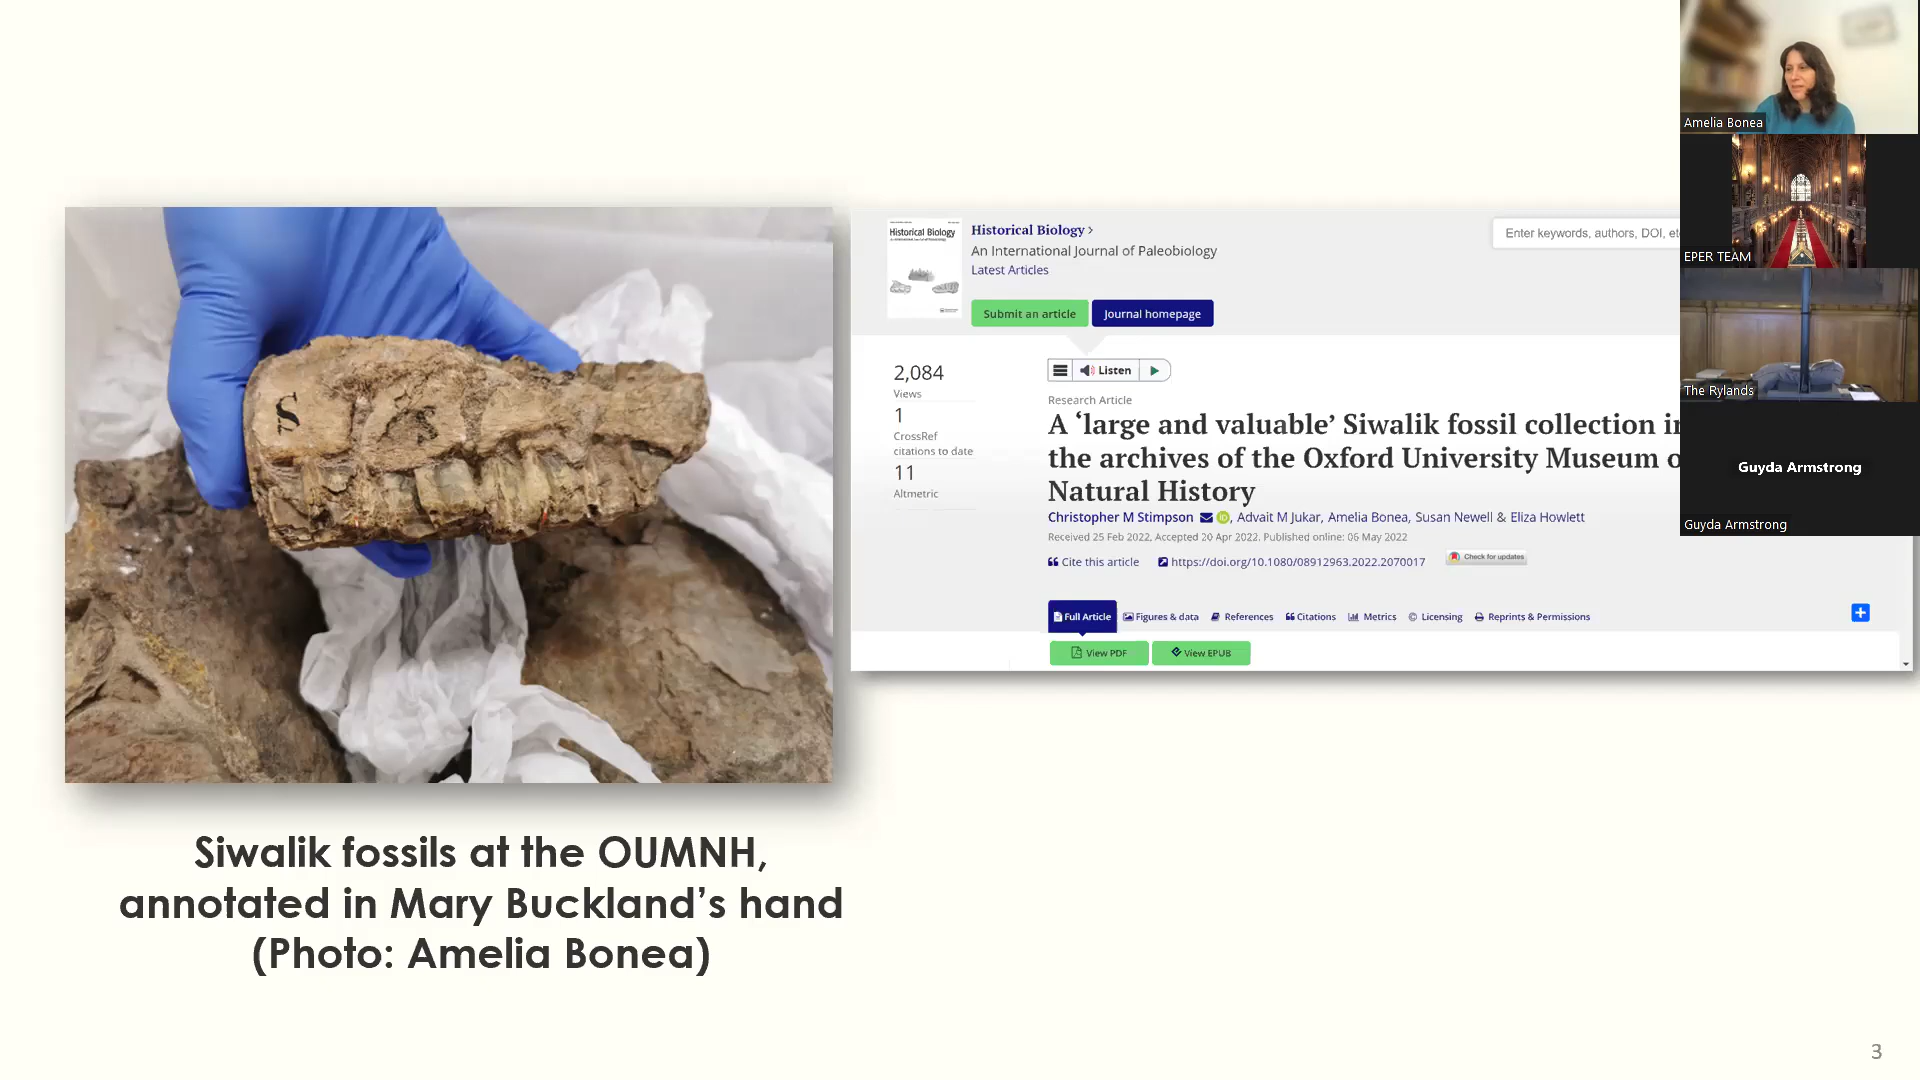 Siwalik fossils at the OUMNH,
annotated in Mary Buckland’s hand
(Photo: Amelia Bonea)
Historical Biology
Historical Biology >
An International Journal of Paleobiology
Latest Articles
Enter keywords, authors, DOI, etc
Submit an article
Journal homepage
2,084
Views
1
CrossRef
citations to date
11
Altmetric
Listen
Research Article
A ‘large and valuable’ Siwalik fossil collection in
the archives of the Oxford University Museum o
Natural History
Christopher M Stimpson iD, Advait M Jukar, Amelia Bonea, Susan Newell & Eliza Howlett
Received 25 Feb 2022, Accepted 20 Apr 2022, Published online: 06 May 2022
Cite this article
https://doi.org/10.1080/08912963.2022.2070017
Check for updates
Full Article
Figures & data
References
Citations
Metrics
Licensing
Reprints & Permissions
View PDF
View EPUB
Amelia Bonea
EPER TEAM
The Rylands
Guyda Armstrong
Guyda Armstrong
3